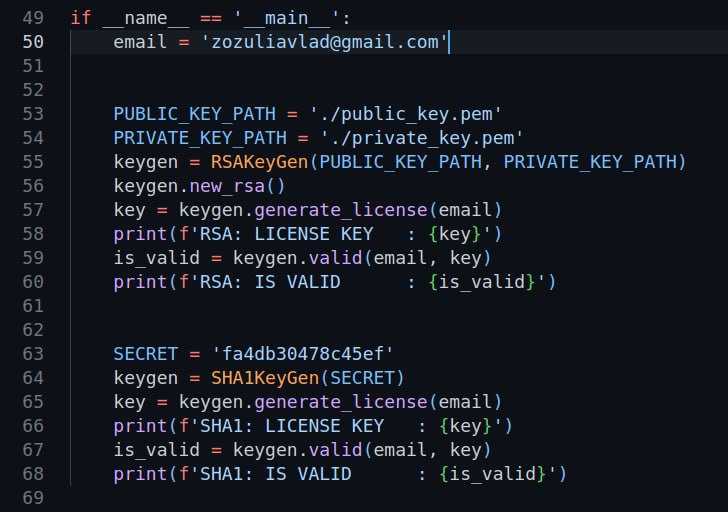 49 if __name__ == '__main__':
50     email = 'zozuliavlad@gmail.com'
51
52
53     PUBLIC_KEY_PATH = './public_key.pem'
54     PRIVATE_KEY_PATH = './private_key.pem'
55     keygen = RSAKeyGen(PUBLIC_KEY_PATH, PRIVATE_KEY_PATH)
56     keygen.new_rsa()
57     key = keygen.generate_license(email)
58     print(f'RSA: LICENSE KEY   : {key}')
59     is_valid = keygen.valid(email, key)
60     print(f'RSA: IS VALID      : {is_valid}')
61
62
63     SECRET = 'fa4db30478c45ef'
64     keygen = SHA1KeyGen(SECRET)
65     key = keygen.generate_license(email)
66     print(f'SHA1: LICENSE KEY   : {key}')
67     is_valid = keygen.valid(email, key)
68     print(f'SHA1: IS VALID      : {is_valid}')
69